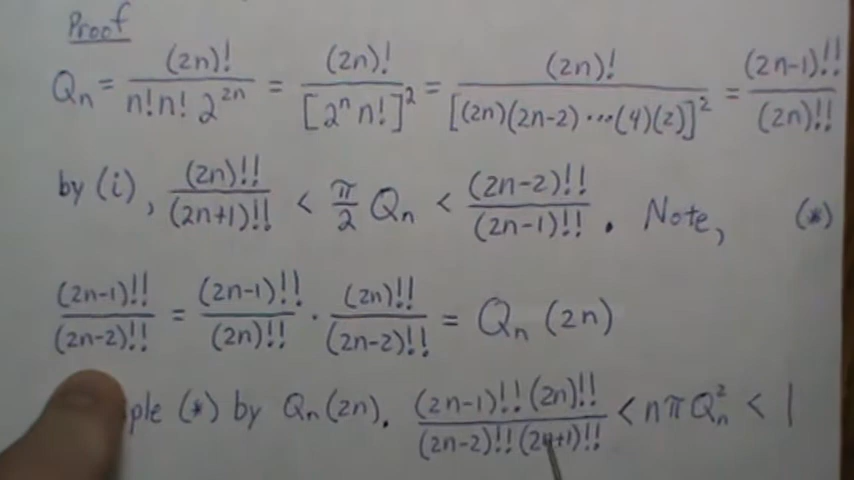 Proof
Qn = (2n)! / n! n! 2^2n = (2n)! / [2^n n!]^2 = (2n)! / [(2n)(2n-2)···(4)(2)]^2 = (2n-1)!! / (2n)!!
by (i), (2n)!! / (2n+1)!! < π/2 Qn < (2n-2)!! / (2n-1)!! . Note, (*)
(2n-1)!! / (2n-2)!! = (2n-1)!! / (2n)!! · (2n)!! / (2n-2)!! = Qn (2n)
ple (*) by Qn(2n). (2n-1)!! (2n)!! / (2n-2)!! (2n+1)!! < nπQn^2 < 1